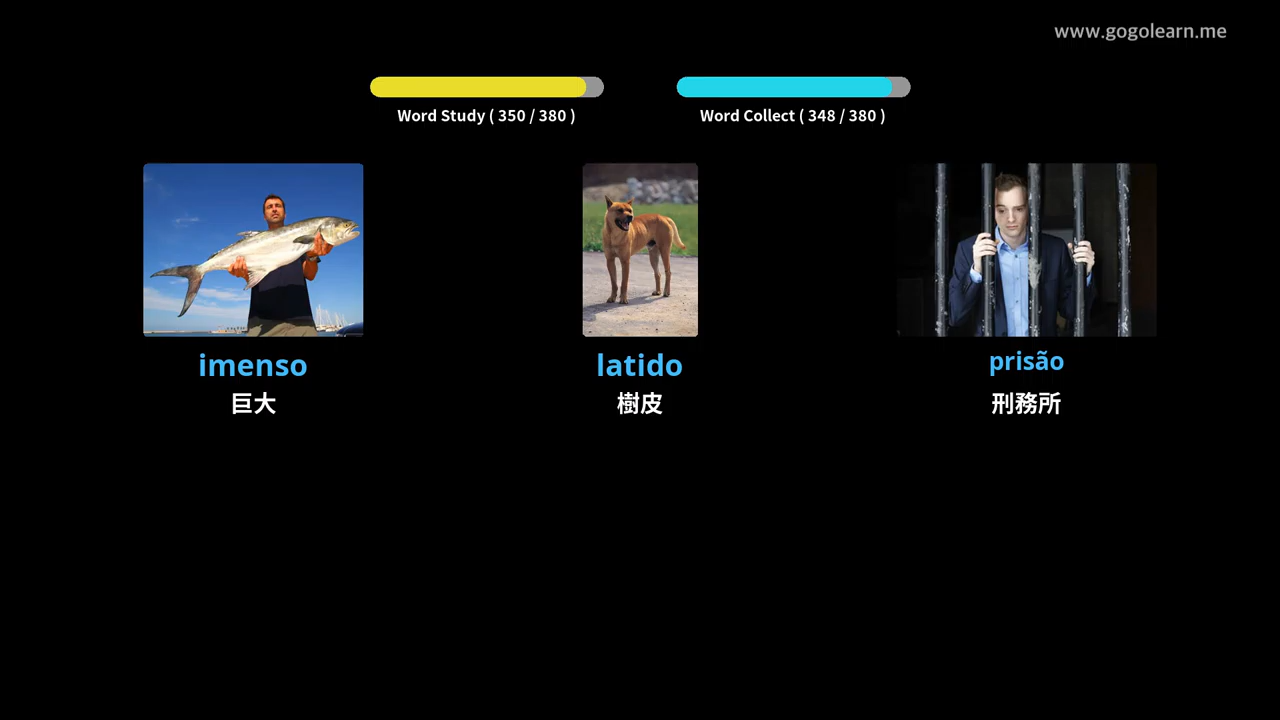 www.gogolearn.me
Word Study ( 350 / 380 )
Word Collect ( 348 / 380 )
imenso
巨大
latido
樹皮
prisão
刑務所